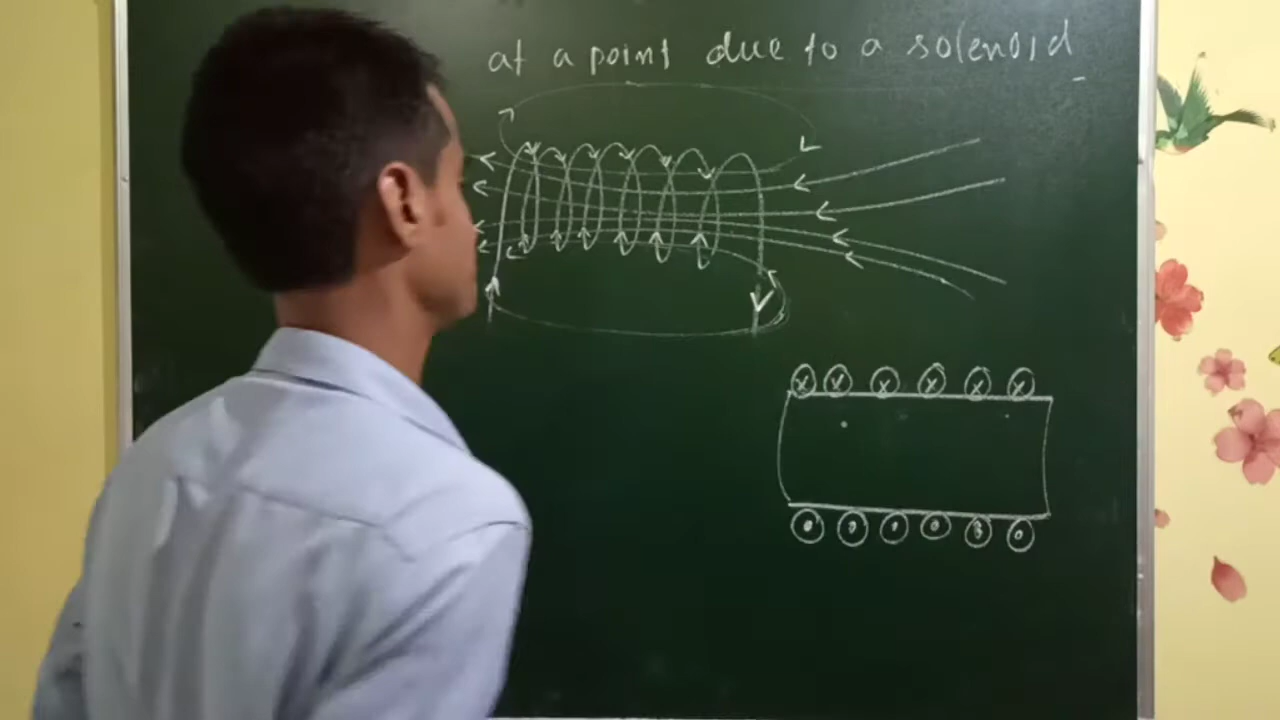 at a point due to a solenoid
x x x x x x